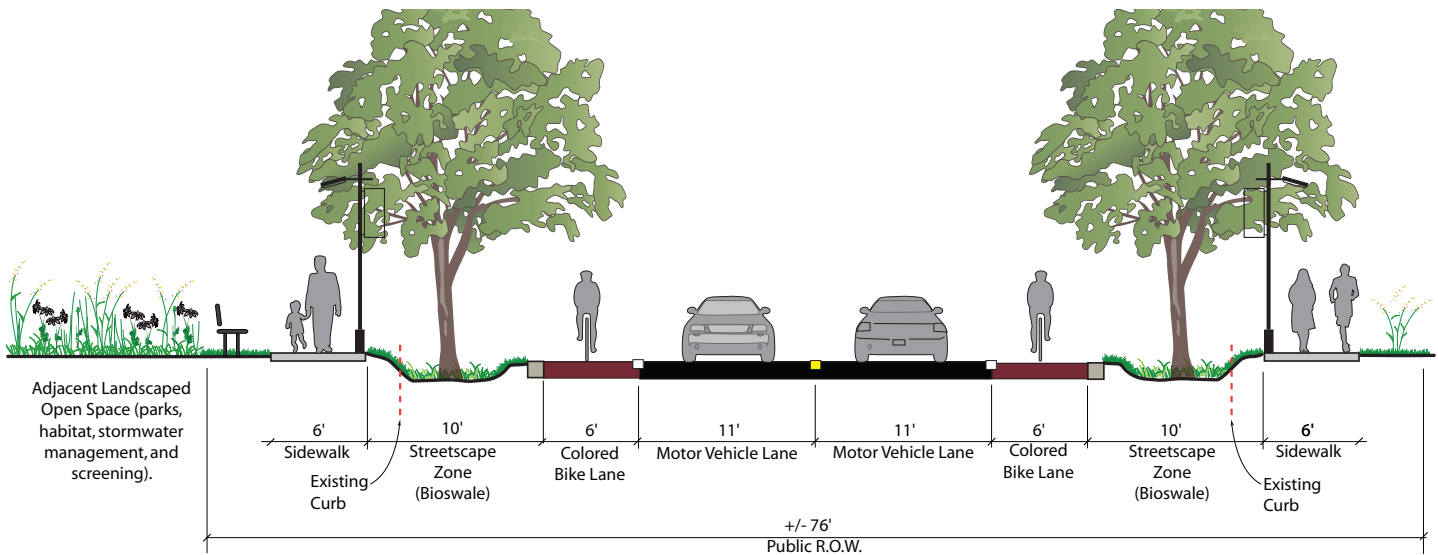 Adjacent Landscaped
Open Space (parks,
habitat, stormwater
management, and
screening).
6'
Sidewalk
Existing
Curb
10'
Streetscape
Zone
(Bioswale)
6'
Colored
Bike Lane
11'
Motor Vehicle Lane
11'
Motor Vehicle Lane
6'
Colored
Bike Lane
10'
Streetscape
Zone
(Bioswale)
6'
Sidewalk
Existing
Curb
+/- 76'
Public R.O.W.